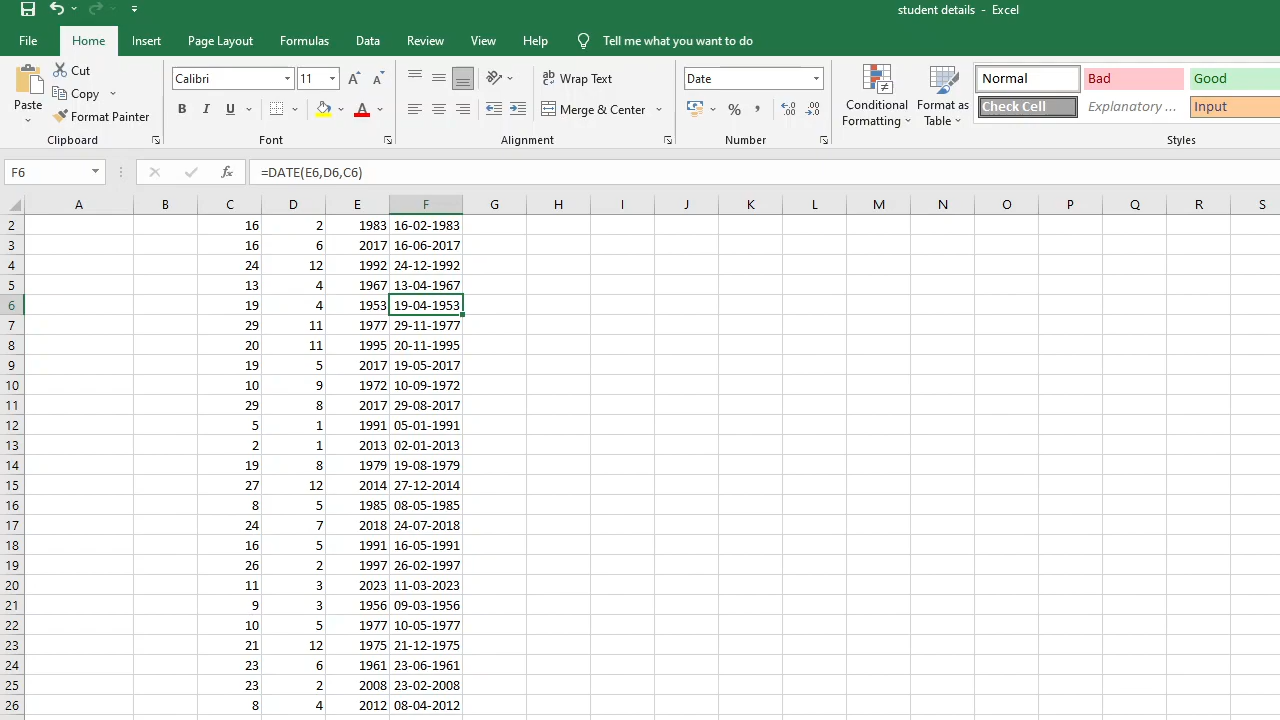 student details - Excel
File Home Insert Page Layout Formulas Data Review View Help Tell me what you want to do
Paste
Cut
Copy
Format Painter
Clipboard
Calibri 11
B I U
Font
Wrap Text
Merge & Center
Alignment
Date
%
Number
Conditional Formatting
Format as Table
Normal Bad Good
Check Cell Explanatory ... Input
Styles
F6 fx =DATE(E6,D6,C6)
A B C D E F G H I J K L M N O P Q R S
2 16 2 1983 16-02-1983
3 16 6 2017 16-06-2017
4 24 12 1992 24-12-1992
5 13 4 1967 13-04-1967
6 19 4 1953 19-04-1953
7 29 11 1977 29-11-1977
8 20 11 1995 20-11-1995
9 19 5 2017 19-05-2017
10 10 9 1972 10-09-1972
11 29 8 2017 29-08-2017
12 5 1 1991 05-01-1991
13 2 1 2013 02-01-2013
14 19 8 1979 19-08-1979
15 27 12 2014 27-12-2014
16 8 5 1985 08-05-1985
17 24 7 2018 24-07-2018
18 16 5 1991 16-05-1991
19 26 2 1997 26-02-1997
20 11 3 2023 11-03-2023
21 9 3 1956 09-03-1956
22 10 5 1977 10-05-1977
23 21 12 1975 21-12-1975
24 23 6 1961 23-06-1961
25 23 2 2008 23-02-2008
26 8 4 2012 08-04-2012